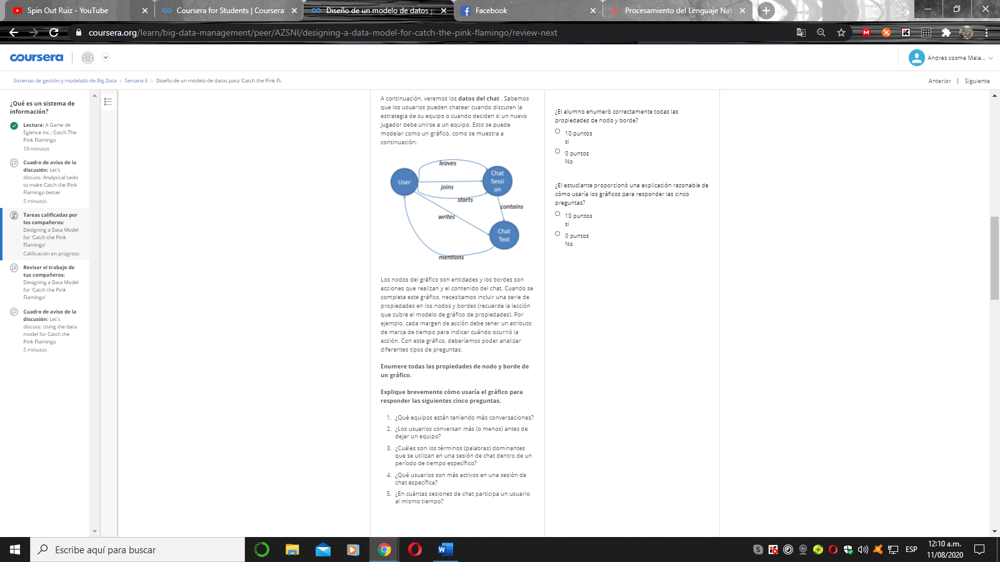 Spin Out Ruiz - YouTube
Coursera for Students | Coursera
Diseño de un modelo de datos p
Facebook
Procesamiento del Lenguaje Nat
coursera.org/learn/big-data-management/peer/AZSNI/designing-a-data-model-for-catch-the-pink-flamingo/review-next
coursera
Andres cosme Mala...
Sistemas de gestión y modelado de Big Data > Semana 6 > Diseño de un modelo de datos para 'Catch the Pink Fl
Anterior | Siguiente
¿Qué es un sistema de
información?
Lectura: A Game de
Eglence Inc.: Catch The
Pink Flamingo
10 minutos
Cuadro de aviso de la
discusión: Let's
discuss: Analytical tasks
to make Catch the Pink
Flamingo better
5 minutos
Tareas calificadas por
los compañeros:
Designing a Data Model
for 'Catch the Pink
Flamingo'
Calificación en progreso
Revisar el trabajo de
tus compañeros:
Designing a Data Model
for 'Catch the Pink
Flamingo'
Cuadro de aviso de la
discusión: Let's
discuss: Using the data
model for Catch the
Pink Flamingo
5 minutos
A continuación, veremos los datos del chat . Sabemos
que los usuarios pueden chatear cuando discuten la
estrategia de su equipo o cuando deciden si un nuevo
jugador debe unirse a un equipo. Esto se puede
modelar como un gráfico, como se muestra a
continuación.
leaves
User
Chat
Sessi
on
joins
starts
contains
writes
Chat
Text
mentions
Los nodos del gráfico son entidades y los bordes son
acciones que realizan y el contenido del chat. Cuando se
completa este gráfico, necesitamos incluir una serie de
propiedades en los nodos y bordes (recuerde la lección
que cubre el modelo de gráfico de propiedades). Por
ejemplo, cada margen de acción debe tener un atributo
de marca de tiempo para indicar cuándo ocurrió la
acción. Con este gráfico, deberíamos poder analizar
diferentes tipos de preguntas.
Enumere todas las propiedades de nodo y borde de
un gráfico.
Explique brevemente cómo usaría el gráfico para
responder las siguientes cinco preguntas.
1. ¿Qué equipos están teniendo más conversaciones?
2. ¿Los usuarios conversan más (o menos) antes de
dejar un equipo?
3. ¿Cuáles son los términos (palabras) dominantes
que se utilizan en una sesión de chat dentro de un
período de tiempo específico?
4. ¿Qué usuarios son más activos en una sesión de
chat específica?
5. ¿En cuántas sesiones de chat participa un usuario
al mismo tiempo?
¿El alumno enumeró correctamente todas las
propiedades de nodo y borde?
10 puntos
si
0 puntos
No
¿El estudiante proporcionó una explicación razonable de
cómo usaría los gráficos para responder las cinco
preguntas?
10 puntos
si
0 puntos
No
Escribe aquí para buscar
ESP
12:10 a.m.
11/08/2020